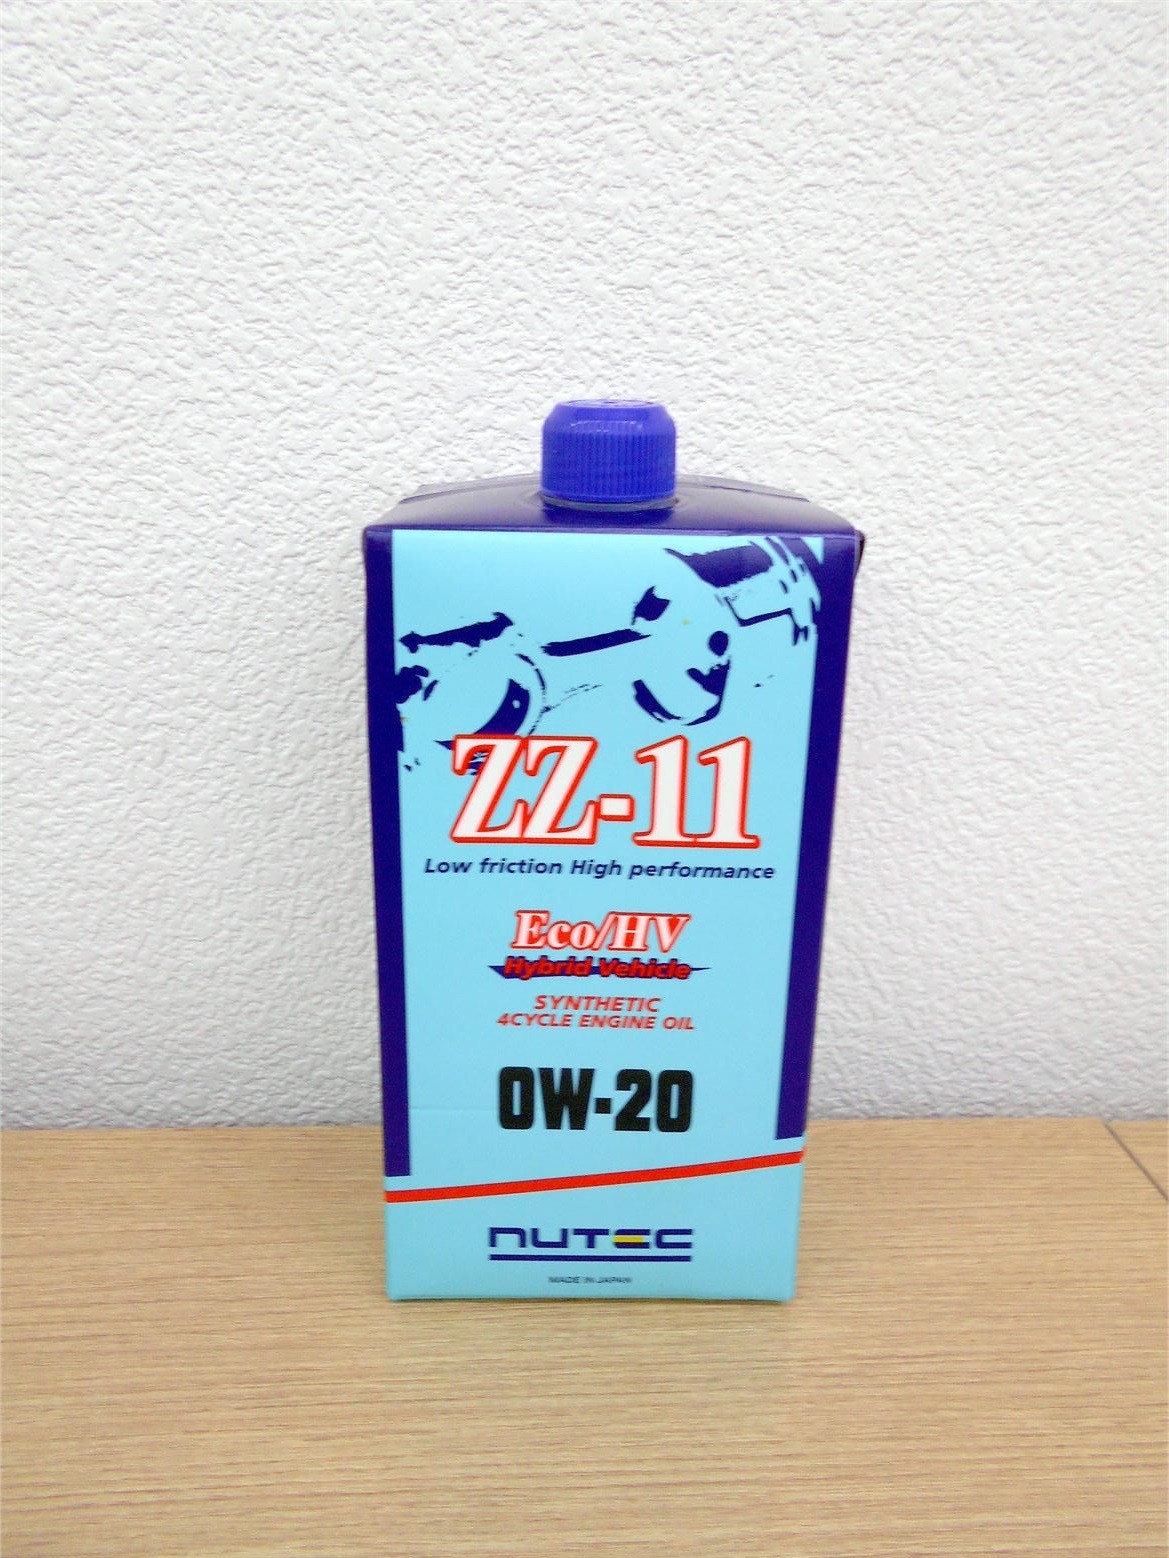 ZZ-11
Low friction High performance
Eco/HV
Hybrid Vehicle
SYNTHETIC
4CYCLE ENGINE OIL
0W-20
NUTEC
MADE IN JAPAN